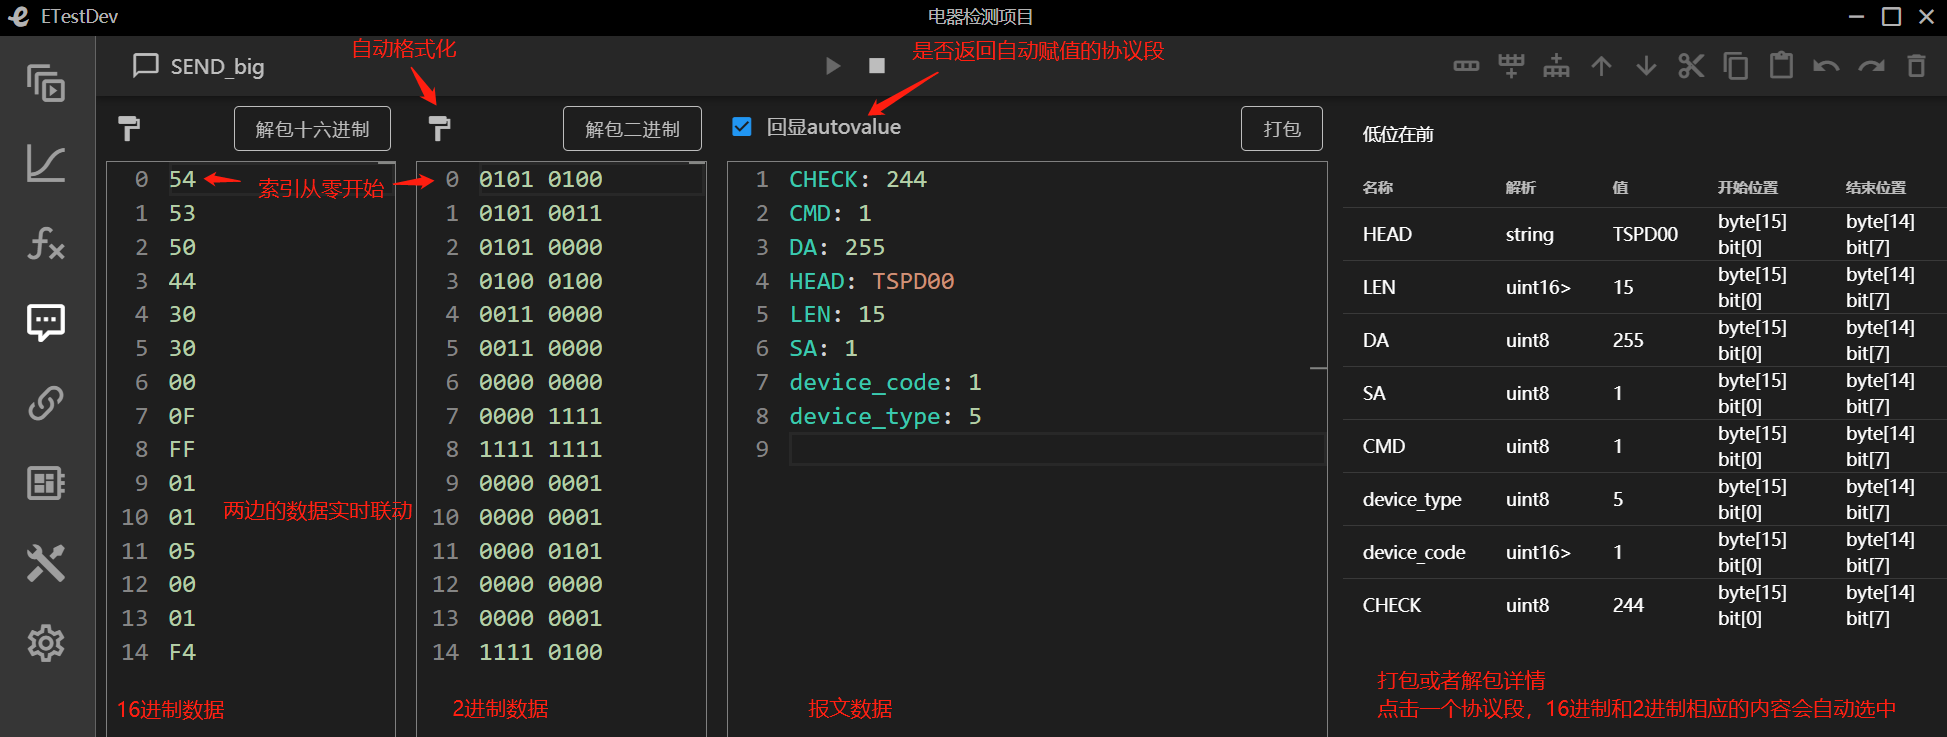 ETestDev
电器检测项目
SEND_big
自动格式化
是否返回自动赋值的协议段
解包十六进制
解包二进制
回显autovalue
打包
低位在前
0 54
1 53
2 50
3 44
4 30
5 30
6 00
7 0F
8 FF
9 01
10 01
11 05
12 00
13 01
14 F4
索引从零开始
两边的数据实时联动
16进制数据
0 0101 0100
1 0101 0011
2 0101 0000
3 0100 0100
4 0011 0000
5 0011 0000
6 0000 0000
7 0000 1111
8 1111 1111
9 0000 0001
10 0000 0001
11 0000 0101
12 0000 0000
13 0000 0001
14 1111 0100
2进制数据
1 CHECK: 244
2 CMD: 1
3 DA: 255
4 HEAD: TSPD00
5 LEN: 15
6 SA: 1
7 device_code: 1
8 device_type: 5
9
报文数据
名称 解析 值 开始位置 结束位置
HEAD string TSPD00 byte[15] bit[0] byte[14] bit[7]
LEN uint16> 15 byte[15] bit[0] byte[14] bit[7]
DA uint8 255 byte[15] bit[0] byte[14] bit[7]
SA uint8 1 byte[15] bit[0] byte[14] bit[7]
CMD uint8 1 byte[15] bit[0] byte[14] bit[7]
device_type uint8 5 byte[15] bit[0] byte[14] bit[7]
device_code uint16> 1 byte[15] bit[0] byte[14] bit[7]
CHECK uint8 244 byte[15] bit[0] byte[14] bit[7]
打包或者解包详情
点击一个协议段，16进制和2进制相应的内容会自动选中